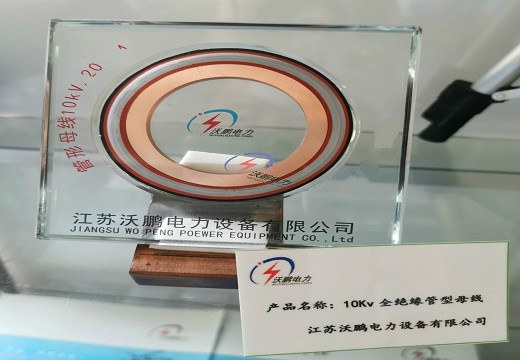 管形母线10kV,20 1
沃鹏电力
沃鹏电力
江苏沃鹏电力设备有限公司
JIANGSU WO PENG POEWER EQUIPMENT CO.,Ltd
沃鹏电力
产品名称：10Kv 全绝缘管型母线
江苏沃鹏电力设备有限公司